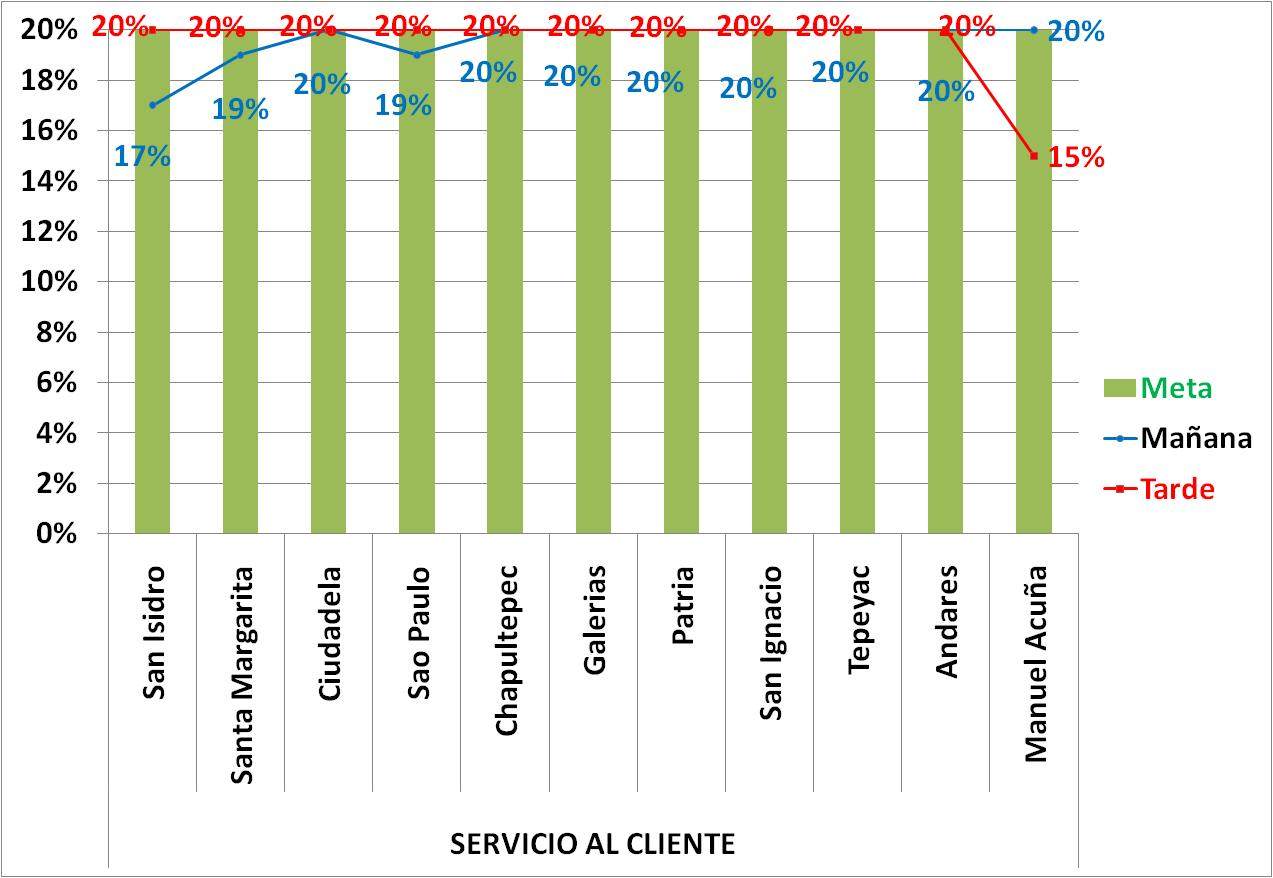 20%
18%
16%
14%
12%
10%
8%
6%
4%
2%
0%
20% 20% 20% 20% 20% 20% 20% 20% 20% 20% 15%
17% 19% 20% 19% 20% 20% 20% 20% 20% 20% 20%
Meta
Mañana
Tarde
San Isidro
Santa Margarita
Ciudadela
Sao Paulo
Chapultepec
Galerias
Patria
San Ignacio
Tepeyac
Andares
Manuel Acuña
SERVICIO AL CLIENTE